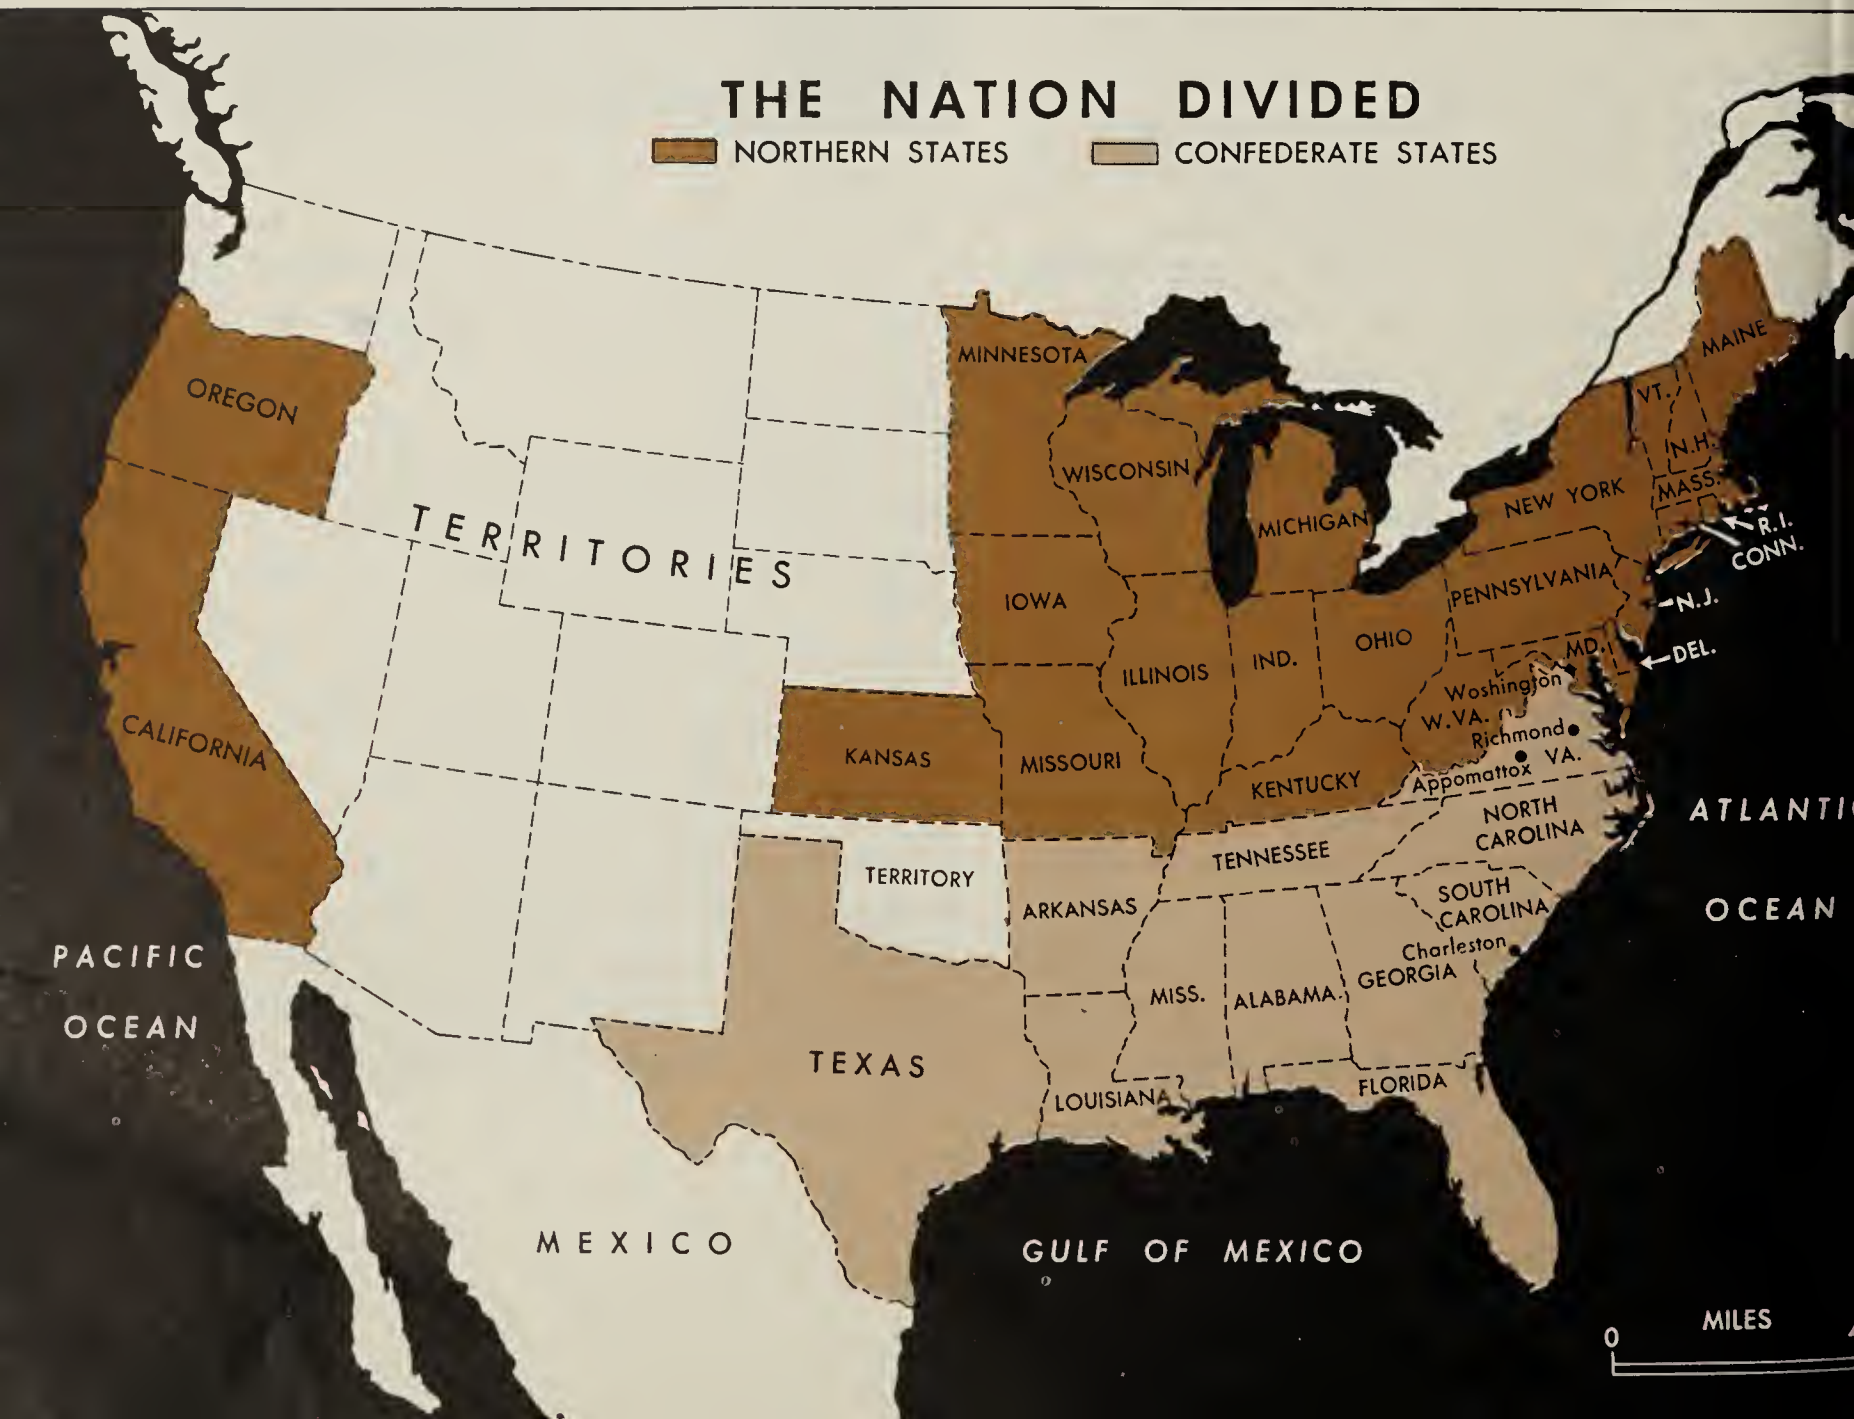 THE NATION DIVIDED
NORTHERN STATES
CONFEDERATE STATES
OREGON
CALIFORNIA
TERRITORIES
MINNESOTA
WISCONSIN
MICHIGAN
IOWA
ILLINOIS
IND.
OHIO
KANSAS
MISSOURI
KENTUCKY
MAINE
VT.
N.H.
MASS.
NEW YORK
R.I.
CONN.
PENNSYLVANIA
N.J.
MD.
DEL.
Woshington
W.VA.
Richmond
VA.
Appomattox
NORTH
CAROLINA
TENNESSEE
TERRITORY
ARKANSAS
SOUTH
CAROLINA
Charleston
GEORGIA
MISS.
ALABAMA
TEXAS
LOUISIANA
FLORIDA
PACIFIC
OCEAN
ATLANTIC
OCEAN
MEXICO
GULF OF MEXICO
MILES
0